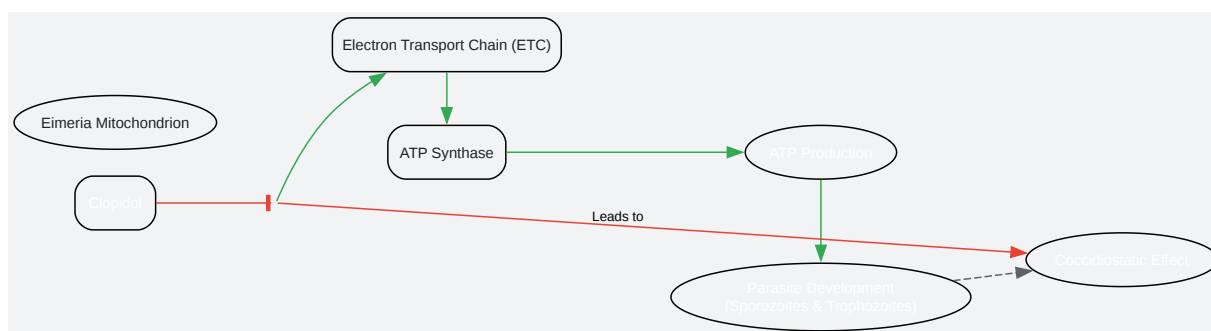 Electron Transport Chain (ETC)
Eimeria Mitochondrion
ATP Synthase
ATP Production
Clopidol
Leads to
Coccidiostatic Effect
Parasite Development
(Sporozoites & Trophozoites)